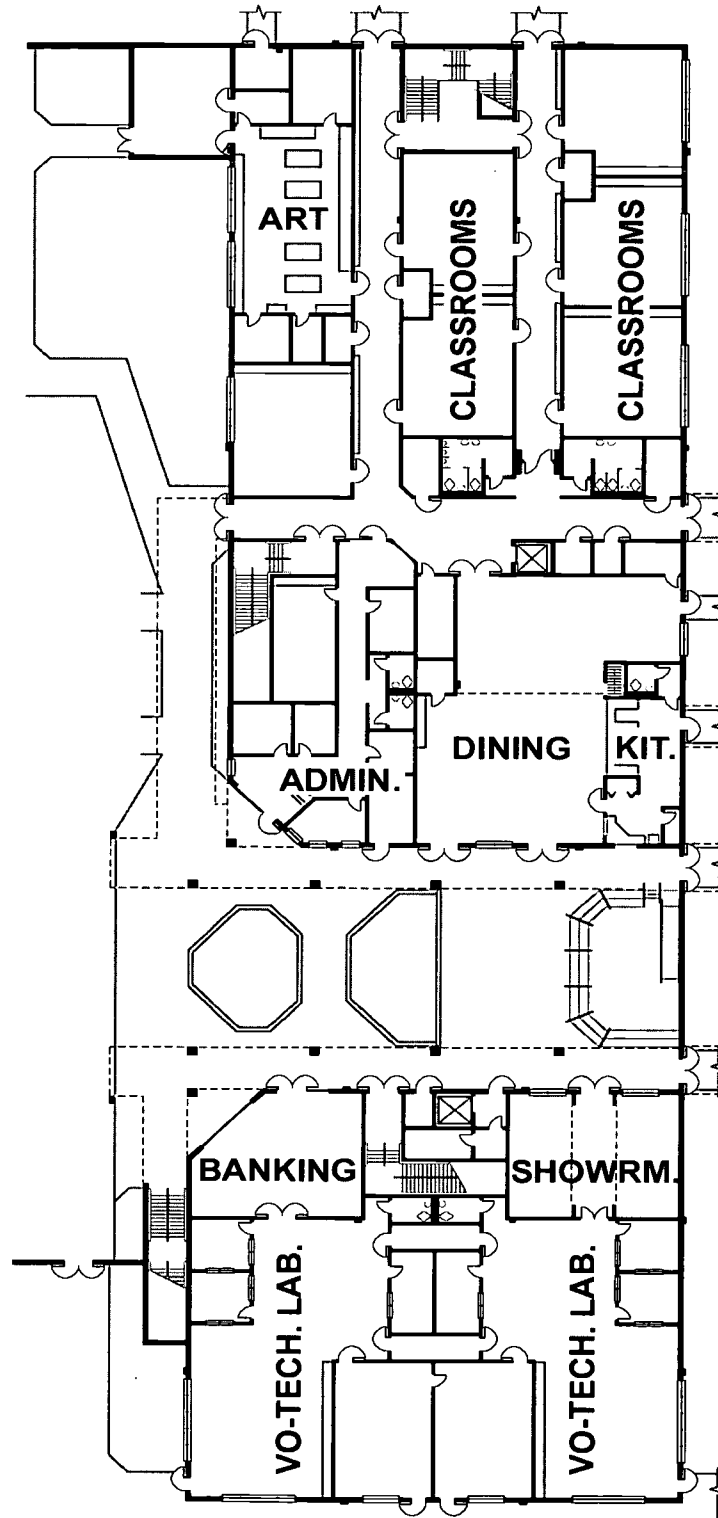 ART
CLASSROOMS
CLASSROOMS
DINING
KIT.
ADMIN.
BANKING
SHOWRM.
VO-TECH. LAB.
VO-TECH. LAB.